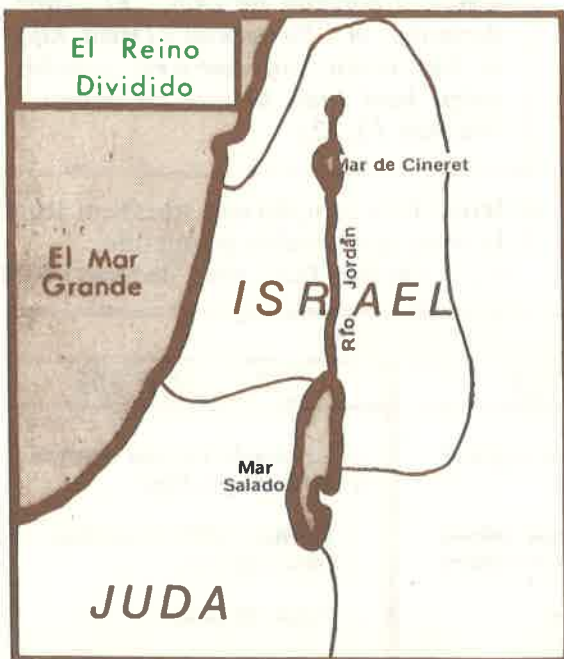 El Reino
Dividido
Mar de Cineret
El Mar
Grande
ISRAEL
Río Jordán
Mar
Salado
JUDA